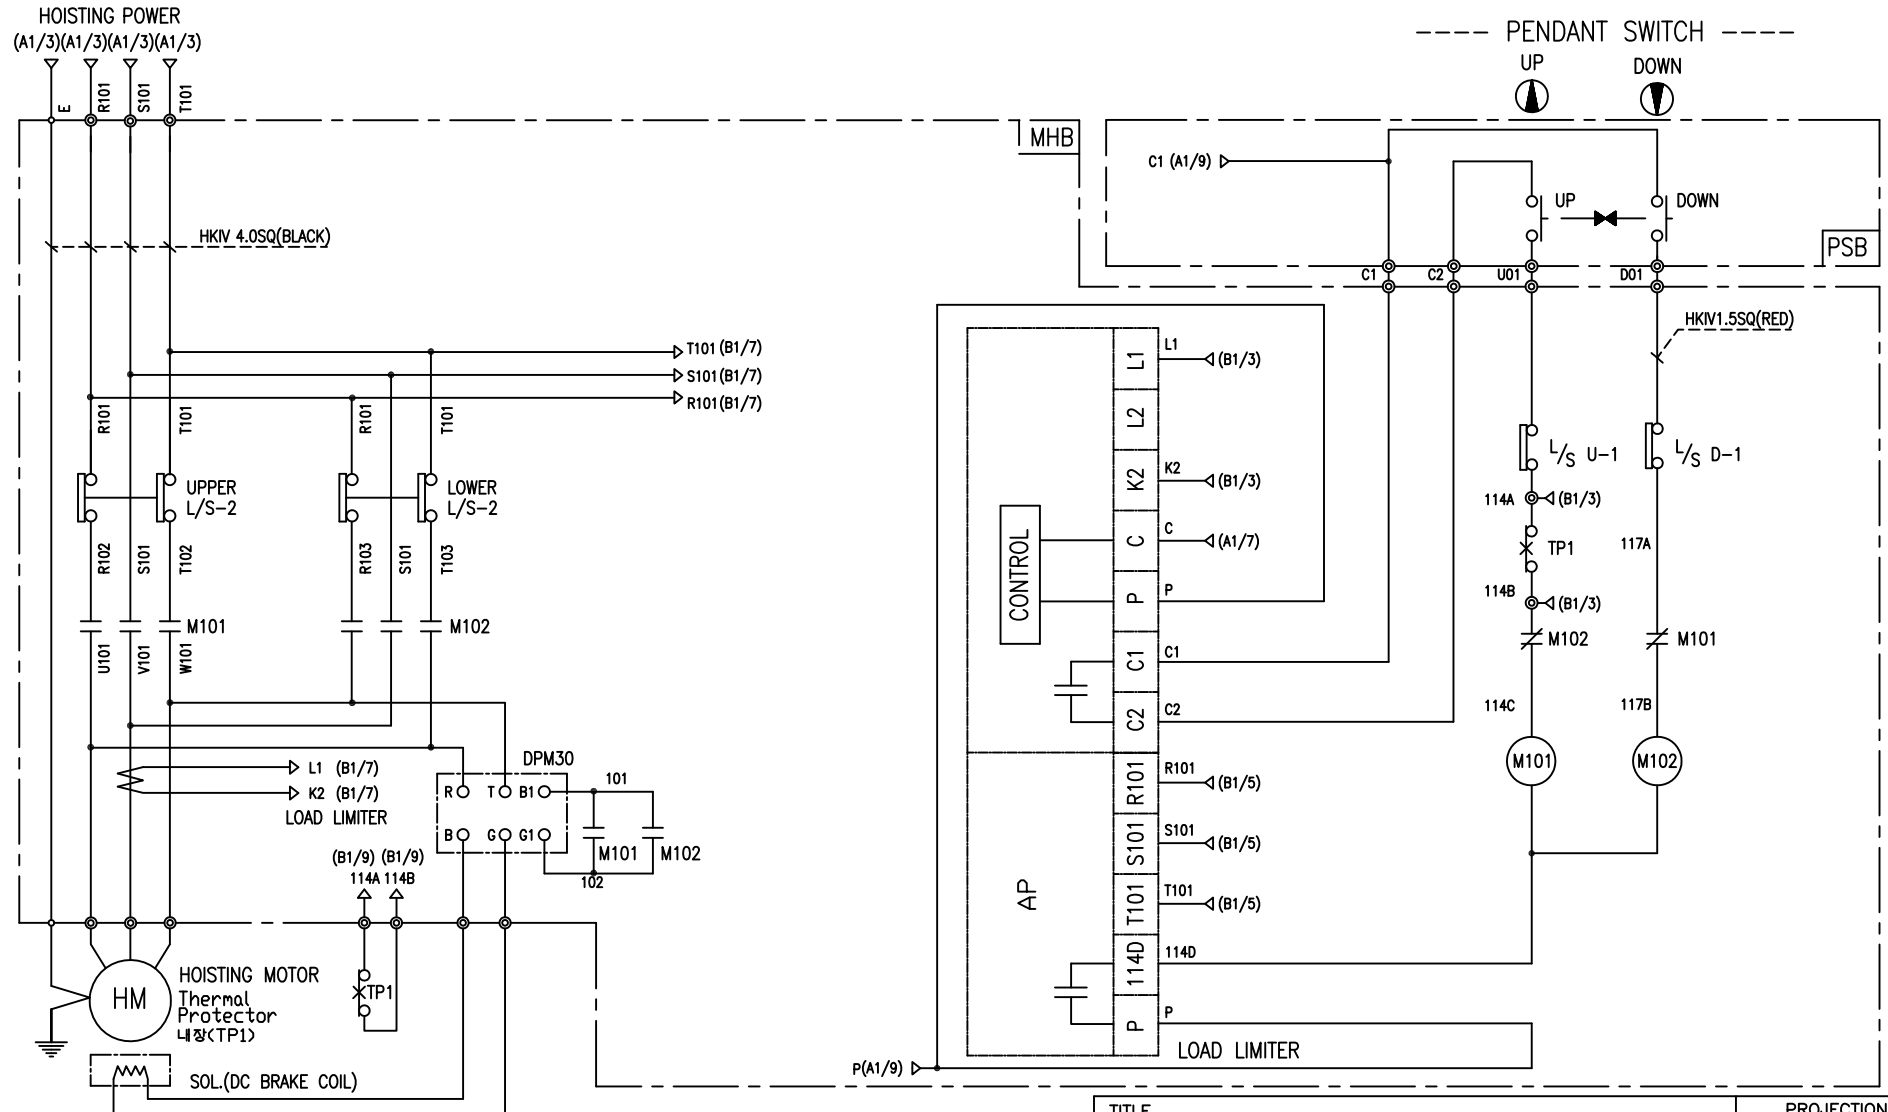 HOISTING POWER
(A1/3)(A1/3)(A1/3)(A1/3)
E
R101
S101
T101
MHB
HKIV 4.0SQ(BLACK)
T101 (B1/7)
S101 (B1/7)
R101 (B1/7)
R101
T101
R101
T101
UPPER
L/S-2
LOWER
L/S-2
R102
S101
T102
R103
S101
T103
M101
M102
U101
V101
W101
L1 (B1/7)
K2 (B1/7)
LOAD LIMITER
DPM30
R
T
B1
B
G
G1
101
M101
M102
102
(B1/9) (B1/9)
114A 114B
TP1
HM
HOISTING MOTOR
Thermal
Protector
내장(TP1)
SOL.(DC BRAKE COIL)
---- PENDANT SWITCH ----
UP
DOWN
C1 (A1/9)
UP
DOWN
PSB
C1
C2
U01
D01
HKIV1.5SQ(RED)
L1
L1
(B1/3)
L2
K2
K2
(B1/3)
C
C
(A1/7)
CONTROL
P
P
C1
C1
C2
C2
R101
R101
(B1/5)
S101
S101
(B1/5)
AP
T101
T101
(B1/5)
114D
114D
P
P
LOAD LIMITER
P(A1/9)
L/S U-1
L/S D-1
114A
(B1/3)
TP1
117A
114B
(B1/3)
M102
M101
114C
117B
M101
M102
TITLE
PROJECTION